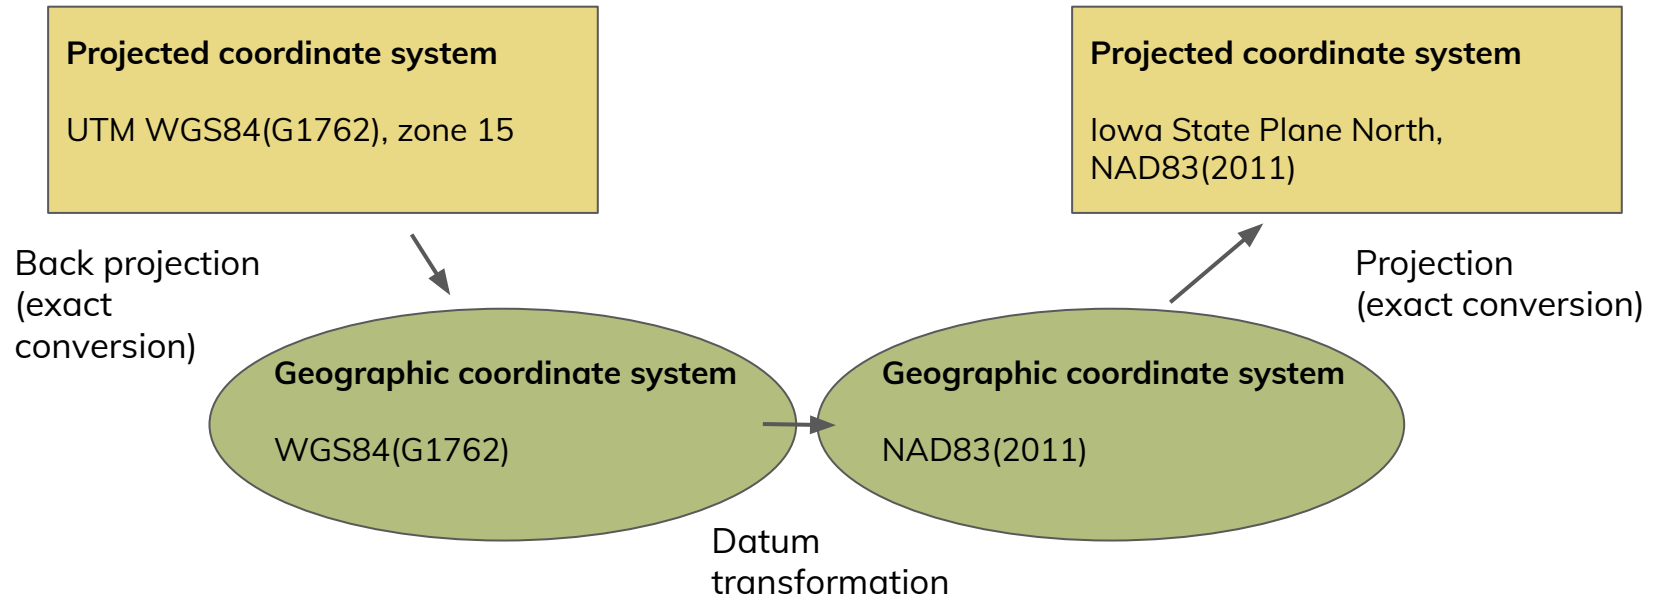 Projected coordinate system
UTM WGS84(G1762), zone 15
Projected coordinate system
Iowa State Plane North,
NAD83(2011)
Back projection
(exact
conversion)
Projection
(exact conversion)
Geographic coordinate system
WGS84(G1762)
Geographic coordinate system
NAD83(2011)
Datum
transformation